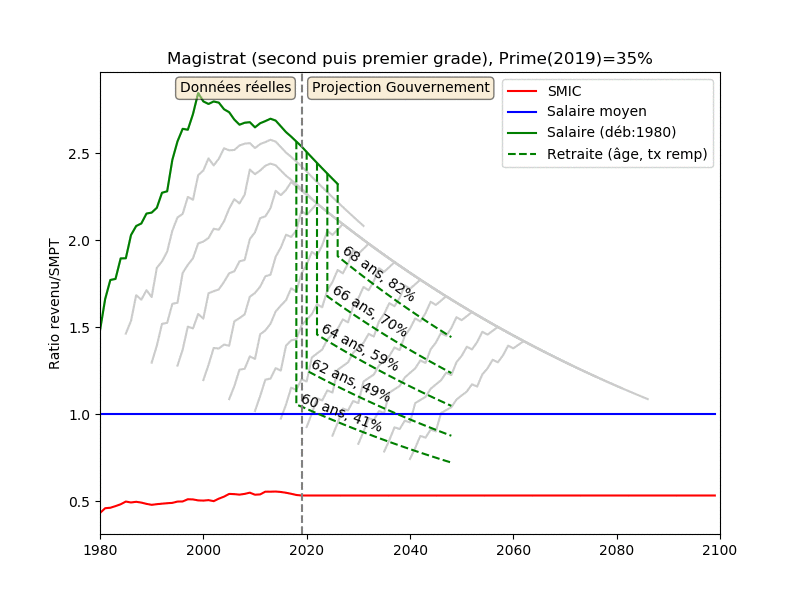 Magistrat (second puis premier grade), Prime(2019)=35%
Données réelles
Projection Gouvernement
SMIC
Salaire moyen
Salaire (déb:1980)
Retraite (âge, tx remp)
Ratio revenu/SMPT
2.5
2.0
1.5
1.0
0.5
68 ans, 82%
66 ans, 70%
64 ans, 59%
62 ans, 49%
60 ans, 41%
1980
2000
2020
2040
2060
2080
2100